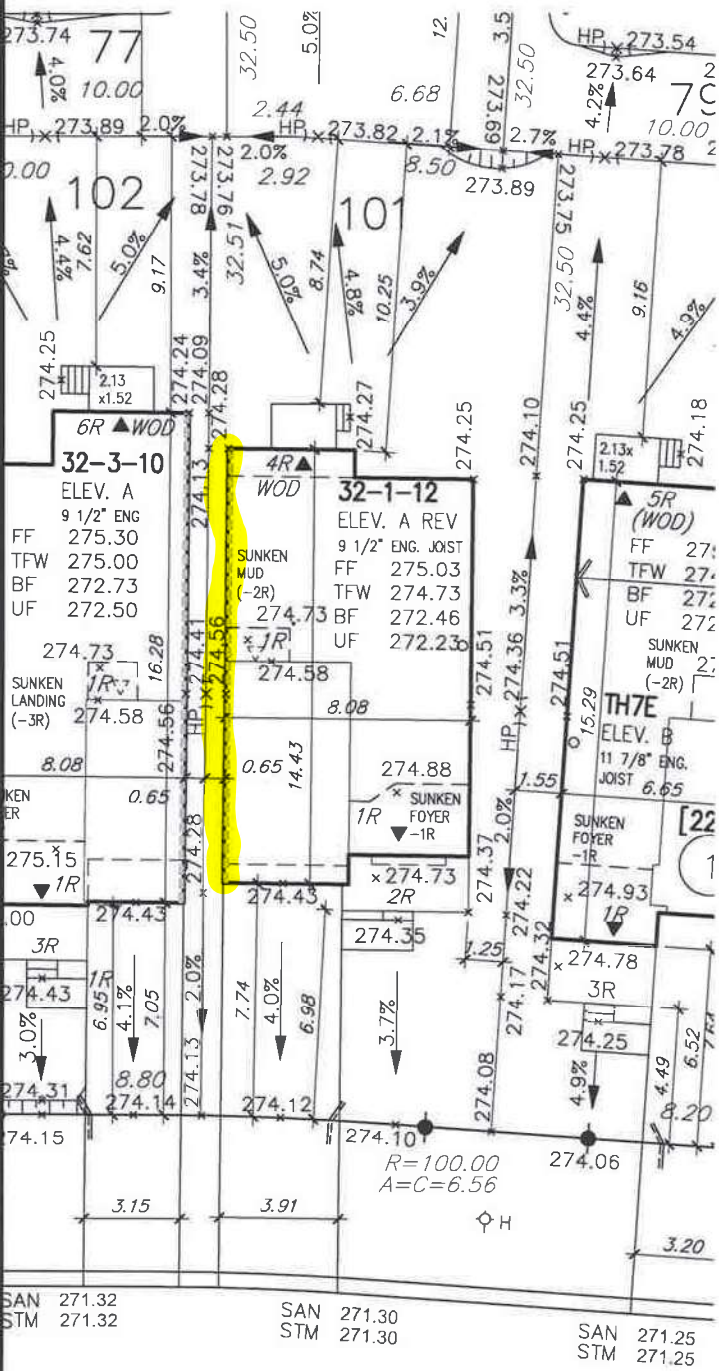 273.74
77
4.0%
10.00
32.50
5.0%
12.
3.5
32.50
HP
273.54
273.64
4.2%
79
10.00
2.44
6.68
273.69
HP
273.89
2.0%
2.0%
HP
273.82
2.1%
2.7%
HP
273.78
2.92
8.50
273.89
0.00
102
273.78
273.76
32.51
101
273.75
32.50
4.4%
7.62
5.0%
9.17
3.4%
5.0%
8.74
4.8%
10.25
3.9%
4.4%
9.16
4.9%
274.25
2.13
x1.52
274.24
274.09
274.28
274.27
274.25
274.10
274.25
2.13x
1.52
274.18
6R
WOD
32-3-10
ELEV. A
9 1/2" ENG
FF 275.30
TFW 275.00
BF 272.73
UF 272.50
274.13
4R
WOD
32-1-12
ELEV. A REV
9 1/2" ENG. JOIST
FF 275.03
TFW 274.73
BF 272.46
UF 272.23
SUNKEN
MUD
(-2R)
5R
(WOD)
FF 27
TFW 274
BF 272
UF 272
SUNKEN
MUD
(-2R)
27
274.73
1R
274.58
16.28
274.41
274.56
274.73
1R
274.58
274.51
274.36
3.3%
274.51
15.29
SUNKEN
LANDING
(-3R)
274.56
HP
8.08
HP
TH7E
ELEV. B
11 7/8" ENG.
JOIST
6.65
8.08
0.65
0.65
14.43
274.88
1R
SUNKEN
FOYER
-1R
1.55
SUNKEN
FOYER
-1R
[22
1
KEN
ER
275.15
1R
274.28
2.0%
274.93
1R
.00
274.43
274.43
274.73
2R
274.37
274.22
274.32
274.78
3R
1R
274.35
1.25
3R
274.43
6.95
4.1%
7.05
2.0%
7.74
4.0%
6.98
3.7%
274.17
274.25
3.0%
274.13
274.08
4.9%
4.49
6.52
274.31
8.80
274.14
274.12
274.10
8.20
274.15
R=100.00
A=C=6.56
274.06
3.15
3.91
H
3.20
SAN 271.32
STM 271.32
SAN 271.30
STM 271.30
SAN 271.25
STM 271.25